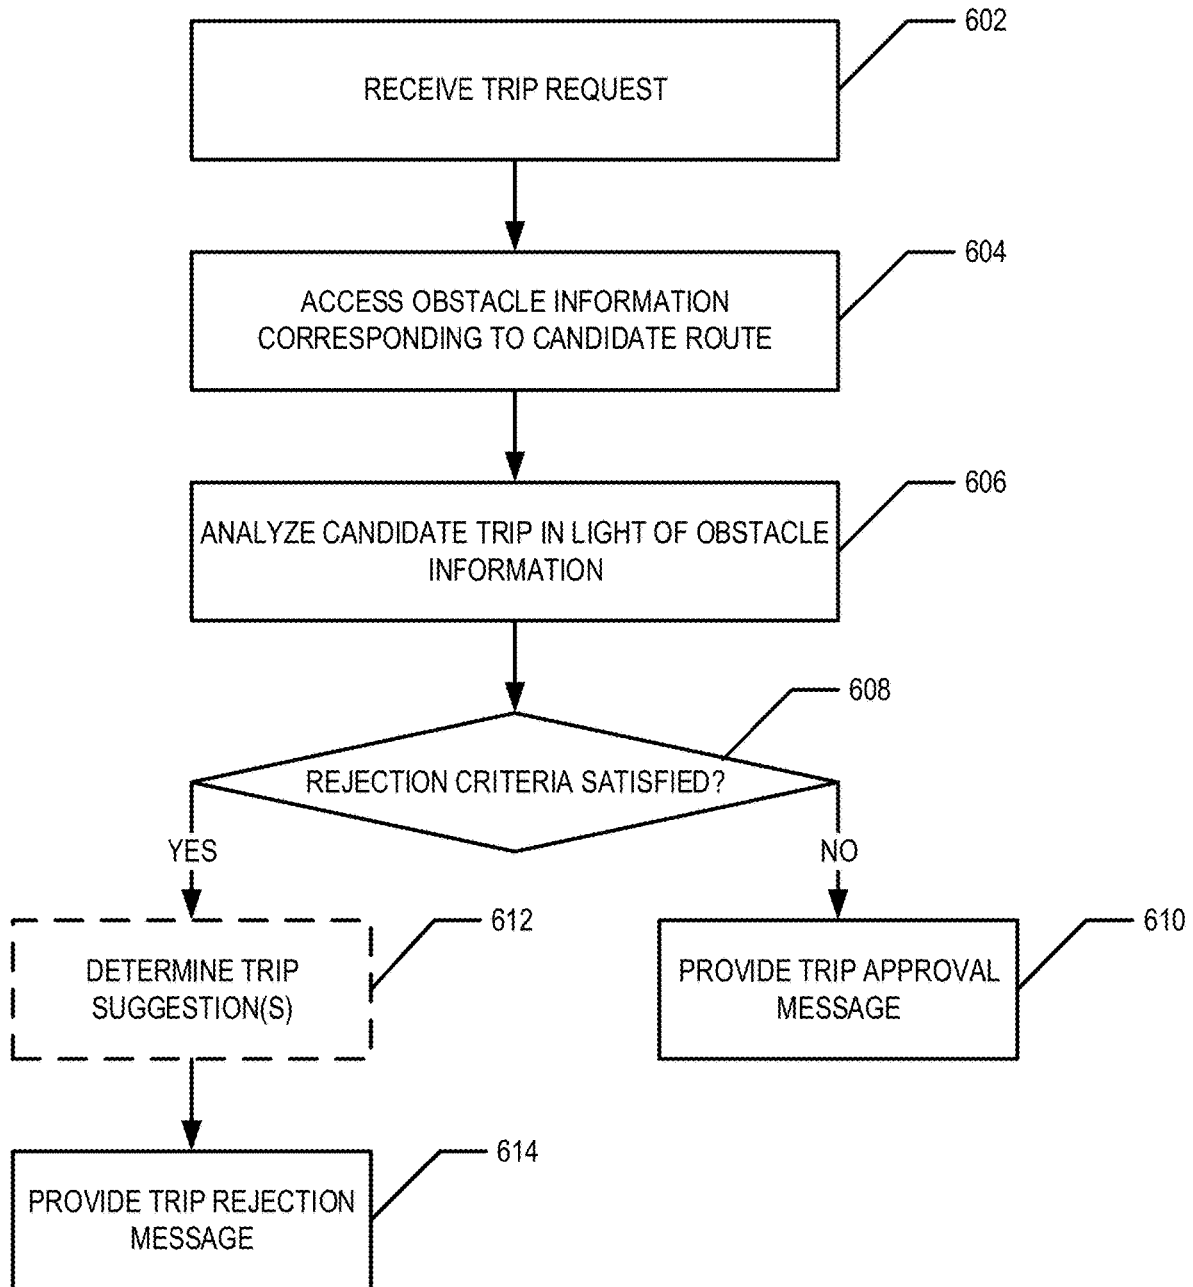 602
RECEIVE TRIP REQUEST
604
ACCESS OBSTACLE INFORMATION
CORRESPONDING TO CANDIDATE ROUTE
606
ANALYZE CANDIDATE TRIP IN LIGHT OF OBSTACLE
INFORMATION
608
REJECTION CRITERIA SATISFIED?
YES
NO
612
DETERMINE TRIP
SUGGESTION(S)
610
PROVIDE TRIP APPROVAL
MESSAGE
614
PROVIDE TRIP REJECTION
MESSAGE